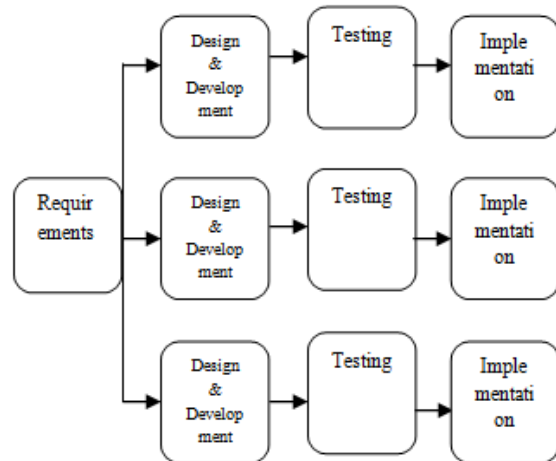 Design
&
Develop
ment
Testing
Imple
mentati
on
Requir
ements
Design
&
Develop
ment
Testing
Imple
mentati
on
Design
&
Develop
ment
Testing
Imple
mentati
on